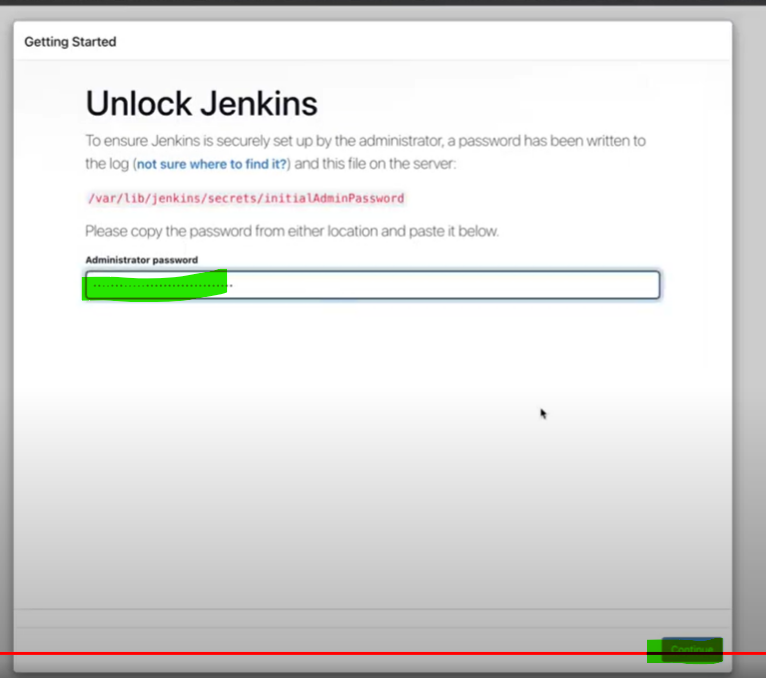 Getting Started
Unlock Jenkins
To ensure Jenkins is securely set up by the administrator, a password has been written to
the log (not sure where to find it?) and this file on the server:
/var/lib/jenkins/secrets/initialAdminPassword
Please copy the password from either location and paste it below.
Administrator password
Continue